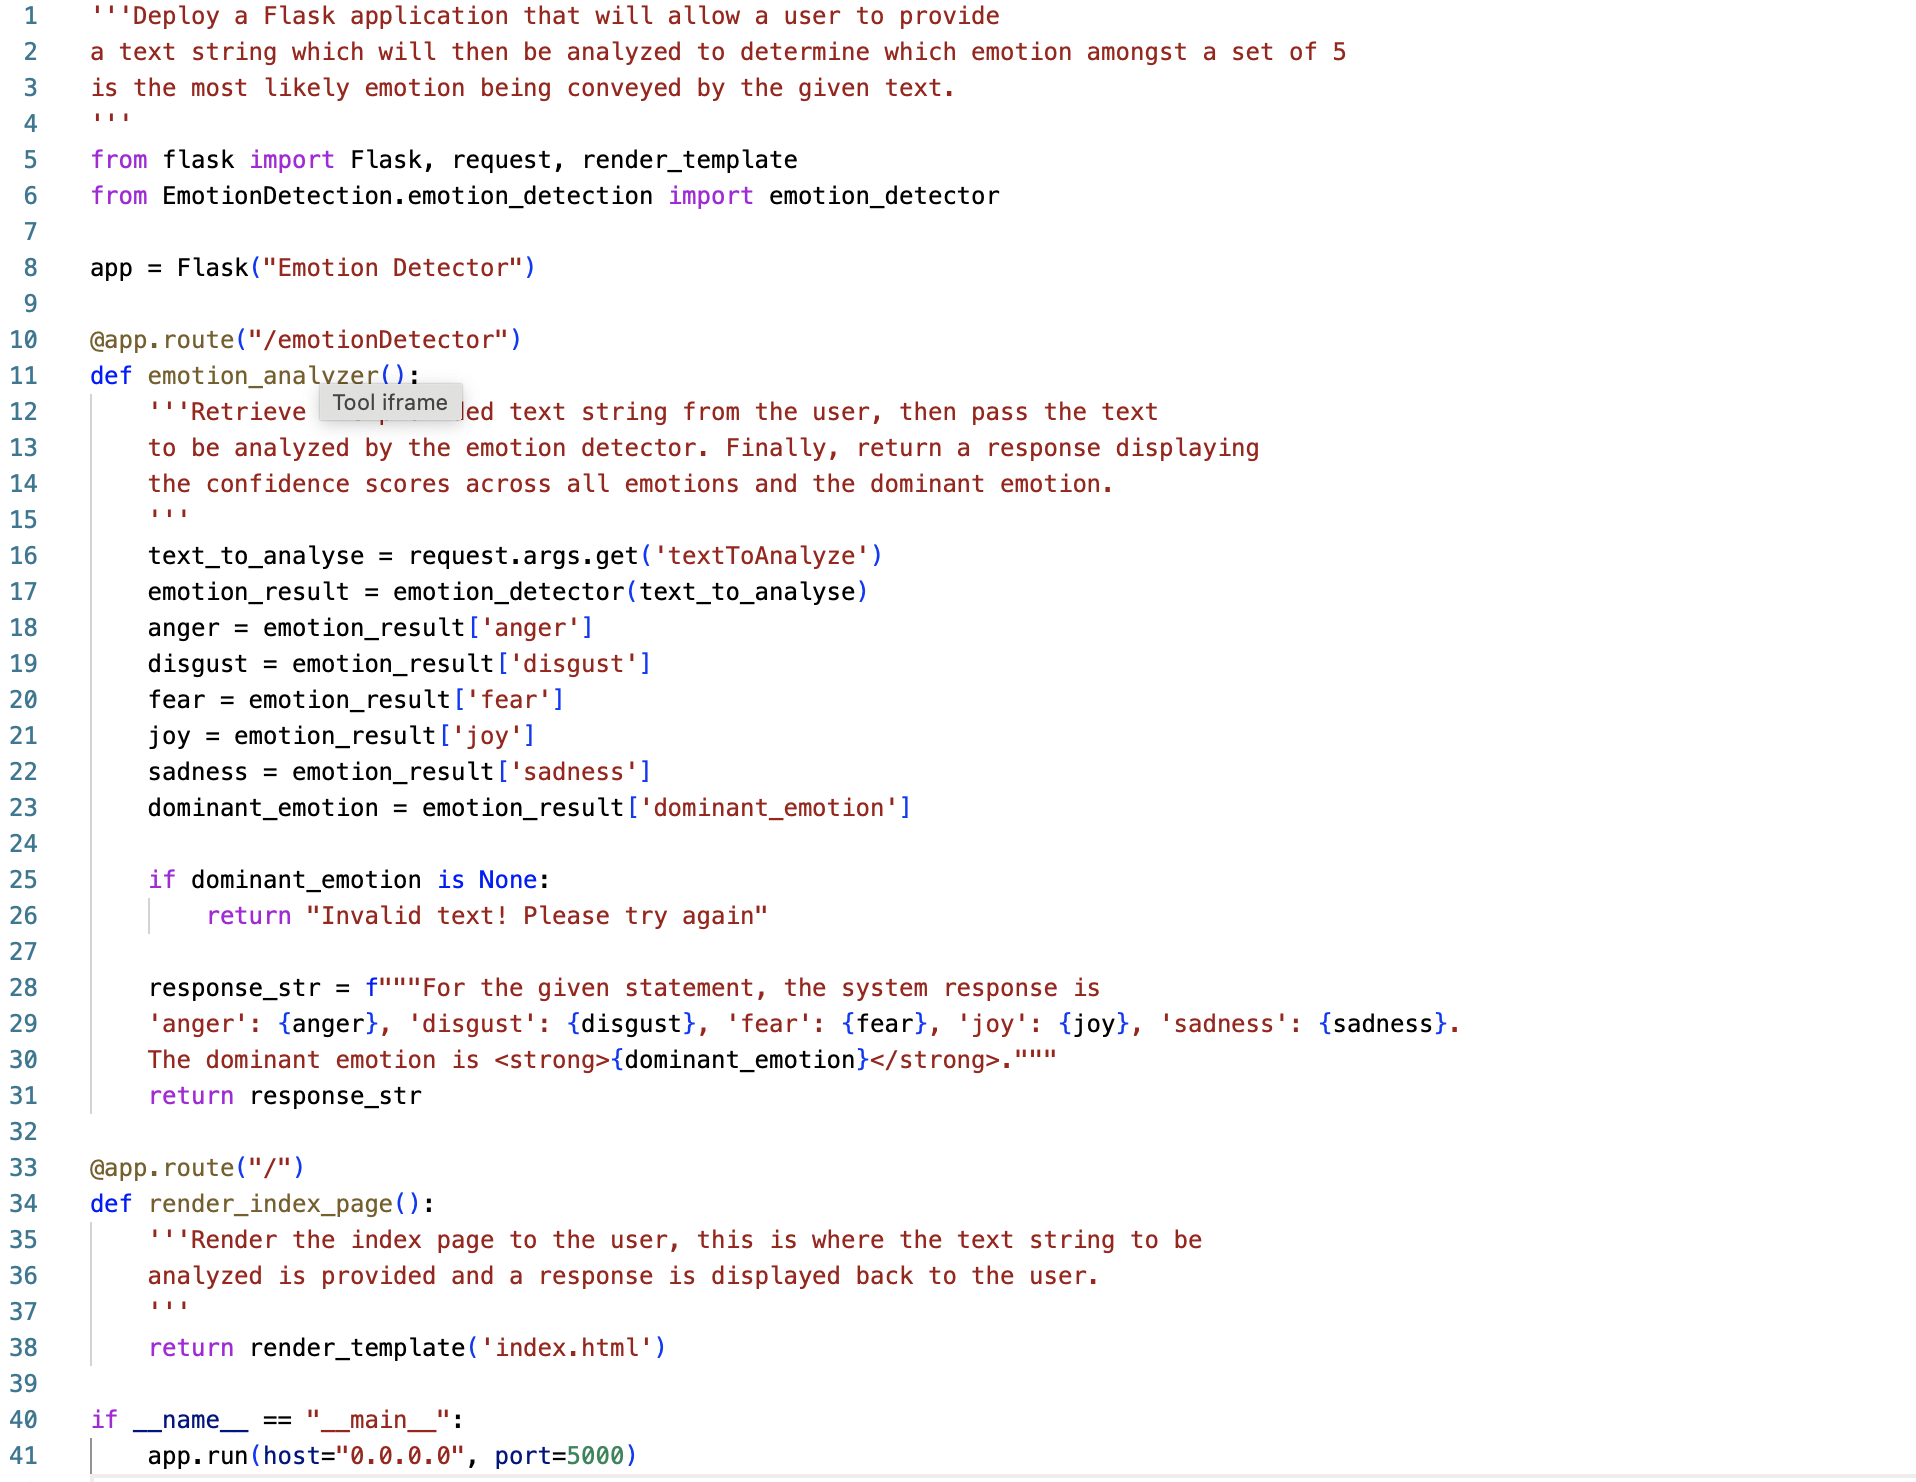 1 '''Deploy a Flask application that will allow a user to provide
2 a text string which will then be analyzed to determine which emotion amongst a set of 5
3 is the most likely emotion being conveyed by the given text.
4 '''
5 from flask import Flask, request, render_template
6 from EmotionDetection.emotion_detection import emotion_detector
7
8 app = Flask("Emotion Detector")
9
10 @app.route("/emotionDetector")
11 def emotion_analyzer():
Tool iframe
12     '''Retrieve led text string from the user, then pass the text
13     to be analyzed by the emotion detector. Finally, return a response displaying
14     the confidence scores across all emotions and the dominant emotion.
15     '''
16     text_to_analyse = request.args.get('textToAnalyze')
17     emotion_result = emotion_detector(text_to_analyse)
18     anger = emotion_result['anger']
19     disgust = emotion_result['disgust']
20     fear = emotion_result['fear']
21     joy = emotion_result['joy']
22     sadness = emotion_result['sadness']
23     dominant_emotion = emotion_result['dominant_emotion']
24
25     if dominant_emotion is None:
26         return "Invalid text! Please try again"
27
28     response_str = f"""For the given statement, the system response is
29     'anger': {anger}, 'disgust': {disgust}, 'fear': {fear}, 'joy': {joy}, 'sadness': {sadness}.
30     The dominant emotion is <strong>{dominant_emotion}</strong>."""
31     return response_str
32
33 @app.route("/")
34 def render_index_page():
35     '''Render the index page to the user, this is where the text string to be
36     analyzed is provided and a response is displayed back to the user.
37     '''
38     return render_template('index.html')
39
40 if __name__ == "__main__":
41     app.run(host="0.0.0.0", port=5000)